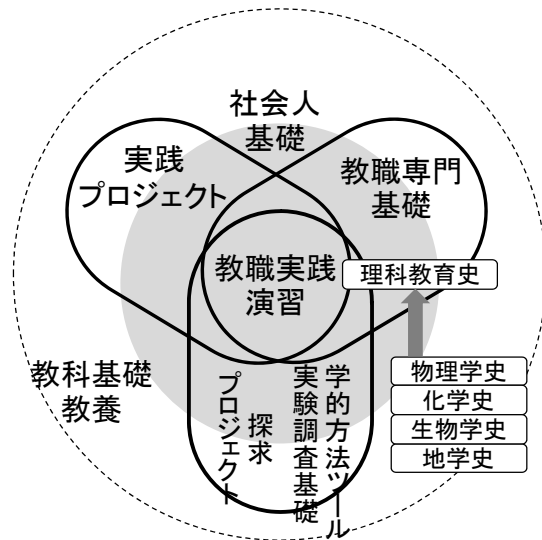 社会人
基礎
実践
プロジェクト
教職専門
基礎
教職実践
演習
理科教育史
教科基礎
教養
物理学史
化学史
生物学史
地学史
学的方法ツール
実験調査基礎
探求
プロジェクト